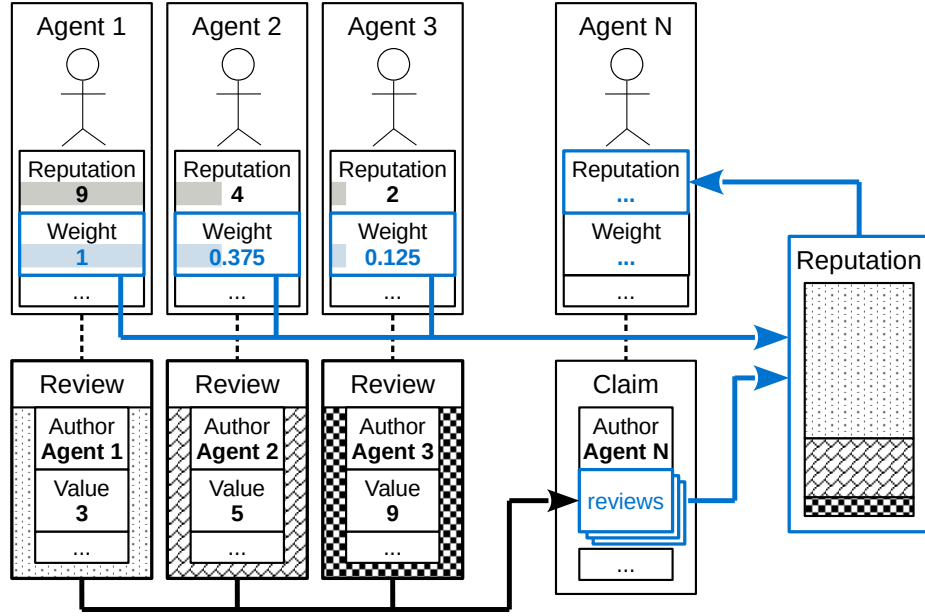 Agent 1
Agent 2
Agent 3
Agent N
Reputation
9
Reputation
4
Reputation
2
Reputation
...
Weight
1
Weight
0.375
Weight
0.125
Weight
...
...
...
...
...
Reputation
Review
Author
Agent 1
Value
3
...
Review
Author
Agent 2
Value
5
...
Review
Author
Agent 3
Value
9
...
Claim
Author
Agent N
reviews
...